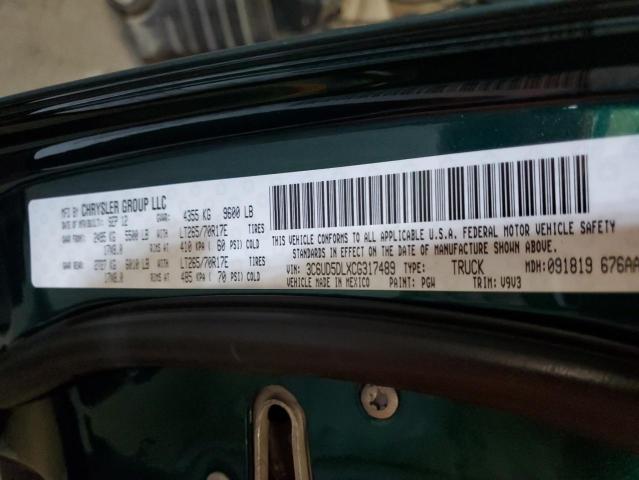 MFD BY: CHRYSLER GROUP LLC
DATE OF MFR/BUILT: SEP 12 GVWR: 4355 KG 9600 LB
2495 KG 5500 LB LT265/70R17E TIRES
17X8.0 RIMS AT 410 KPA ( 60 PSI) COLD
GAWR REAR: 2727 KG 6010 LB LT265/70R17E TIRES
17X8.0 RIMS AT 485 KPA ( 70 PSI) COLD
THIS VEHICLE CONFORMS TO ALL APPLICABLE U.S.A. FEDERAL MOTOR VEHICLE SAFETY
STANDARDS IN EFFECT ON THE DATE OF MANUFACTURE SHOWN ABOVE.
VIN: 3C6UD5DLXCG317489 TYPE: TRUCK MDH: 091819 676AA
VEHICLE MADE IN MEXICO PAINT: PGW TRIM: V9V3